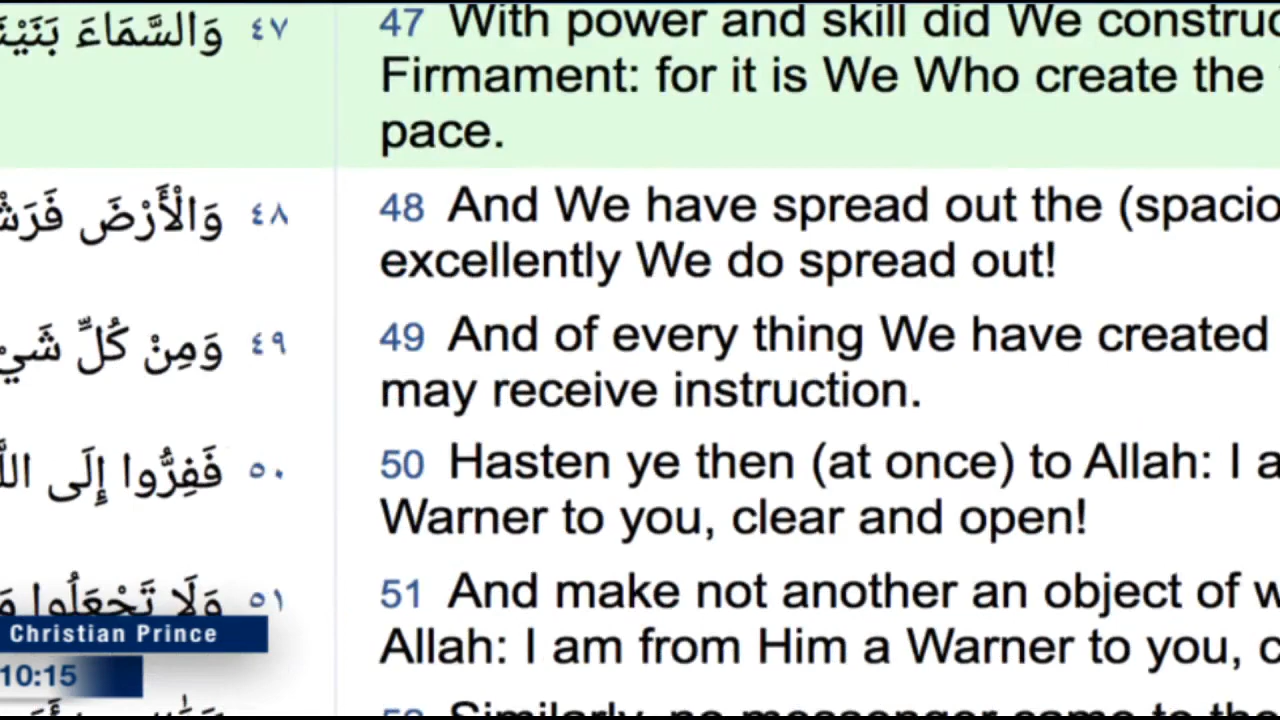 وَالسَّمَاءَ ٤٧
47 With power and skill did We
Firmament: for it is We Who create the
pace.
وَالْأَرْضَ ٤٨
48 And We have spread out the
excellently We do spread out!
وَمِنْ كُلِّ ٤٩
49 And of every thing We have created
may receive instruction.
فَفِرُّوا إِلَى ٥٠
50 Hasten ye then (at once) to Allah: I
Warner to you, clear and open!
وَلَا تَجْعَلُوا ٥١
51 And make not another an object of
Allah: I am from Him a Warner to you,
Christian Prince
10:15